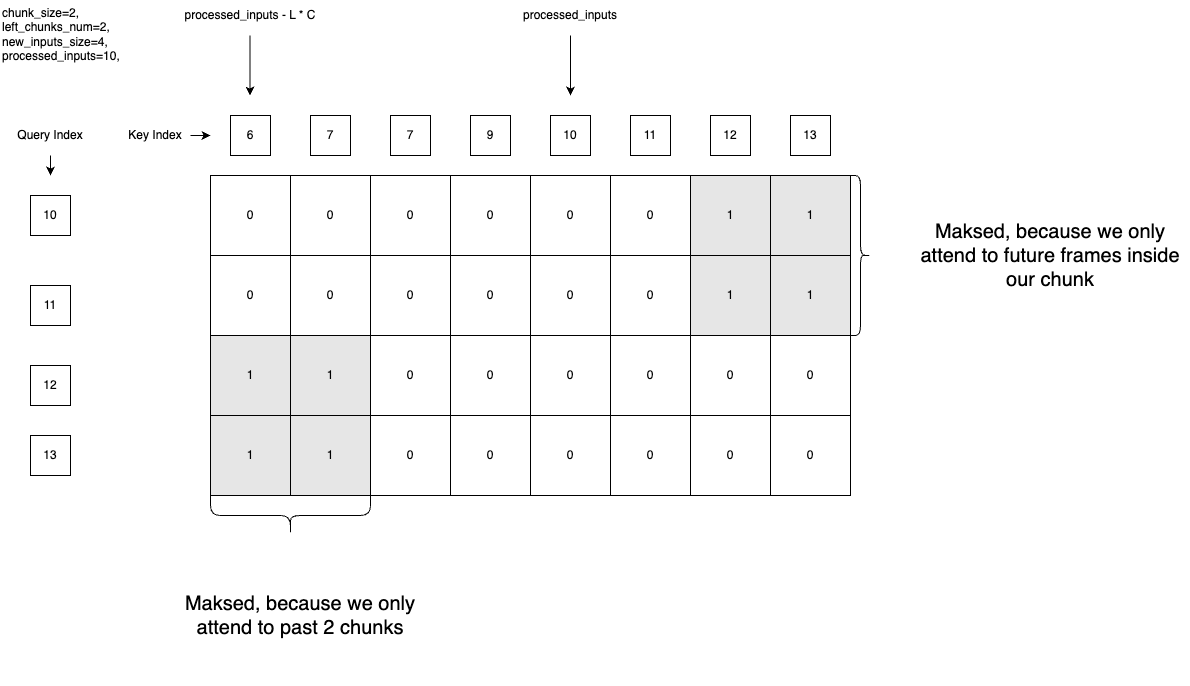 chunk_size=2,
left_chunks_num=2,
new_inputs_size=4,
processed_inputs=10,
processed_inputs - L * C
processed_inputs
Query Index
Key Index
6 7 7 9 10 11 12 13
10
0 0 0 0 0 0 1 1
11
0 0 0 0 0 0 1 1
12
1 1 0 0 0 0 0 0
13
1 1 0 0 0 0 0 0
Maksed, because we only
attend to future frames inside
our chunk
Maksed, because we only
attend to past 2 chunks